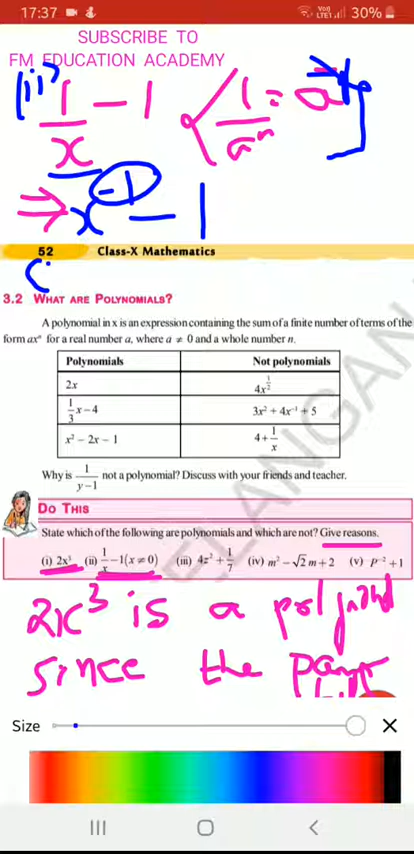 17:37 30%
SUBSCRIBE TO
FM EDUCATION ACADEMY
(ii) 1/x - 1 < 1/aⁿ = a
⇒ x⁻¹ - 1
52 Class-X Mathematics
3.2 WHAT ARE POLYNOMIALS?
A polynomial in x is an expression containing the sum of a finite number of terms of the
form axⁿ for a real number a, where a ≠ 0 and a whole number n.
Polynomials Not polynomials
2x 4x^(1/2)
1/3 x - 4 3x² + 4x⁻¹ + 5
x² - 2x - 1 4 + 1/x
Why is 1/(y-1) not a polynomial? Discuss with your friends and teacher.
DO THIS
State which of the following are polynomials and which are not? Give reasons.
(i) 2x³ (ii) 1/x - 1(x ≠ 0) (iii) 4z² + 1/7 (iv) m² - √2 m + 2 (v) P⁻² + 1
2x³ is a
since the
Size